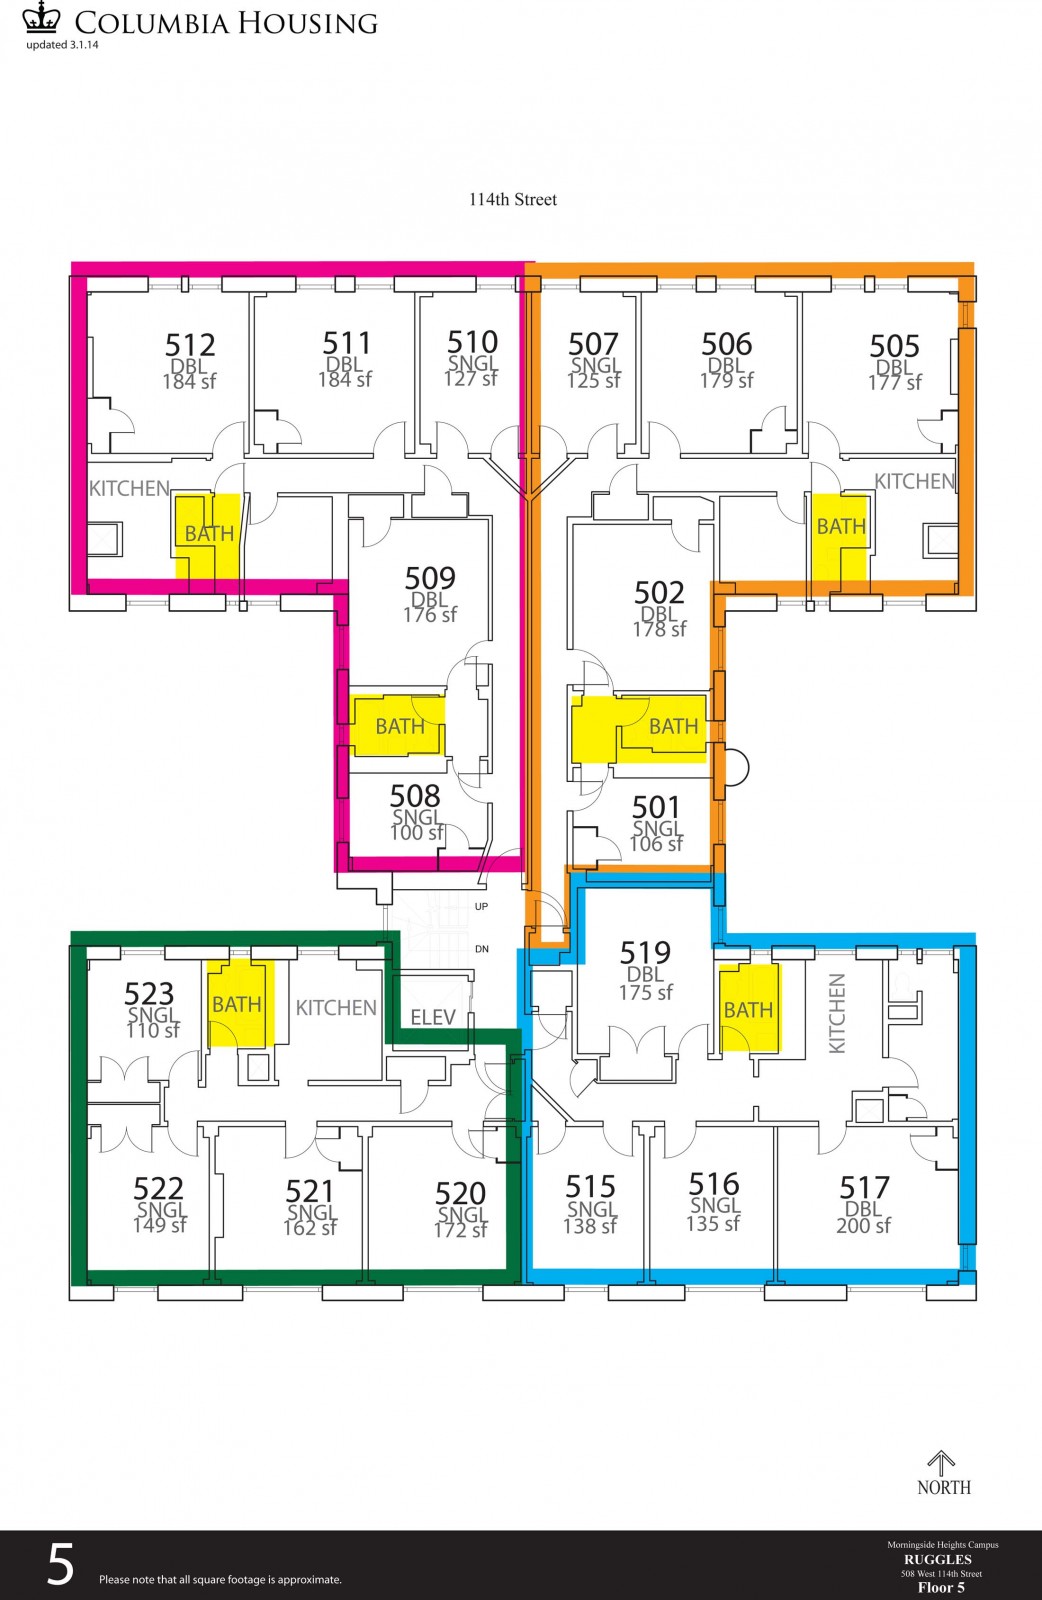 COLUMBIA HOUSING
updated 3.1.14
114th Street
512
DBL
184 sf
511
DBL
184 sf
510
SNGL
127 sf
507
SNGL
125 sf
506
DBL
179 sf
505
DBL
177 sf
KITCHEN
BATH
509
DBL
176 sf
502
DBL
178 sf
BATH
KITCHEN
BATH
BATH
508
SNGL
100 sf
501
SNGL
106 sf
UP
DN
523
SNGL
110 sf
BATH
KITCHEN
ELEV
519
DBL
175 sf
BATH
KITCHEN
522
SNGL
149 sf
521
SNGL
162 sf
520
SNGL
172 sf
515
SNGL
138 sf
516
SNGL
135 sf
517
DBL
200 sf
NORTH
5
Please note that all square footage is approximate.
Morningside Heights Campus
RUGGLES
508 West 114th Street
Floor 5